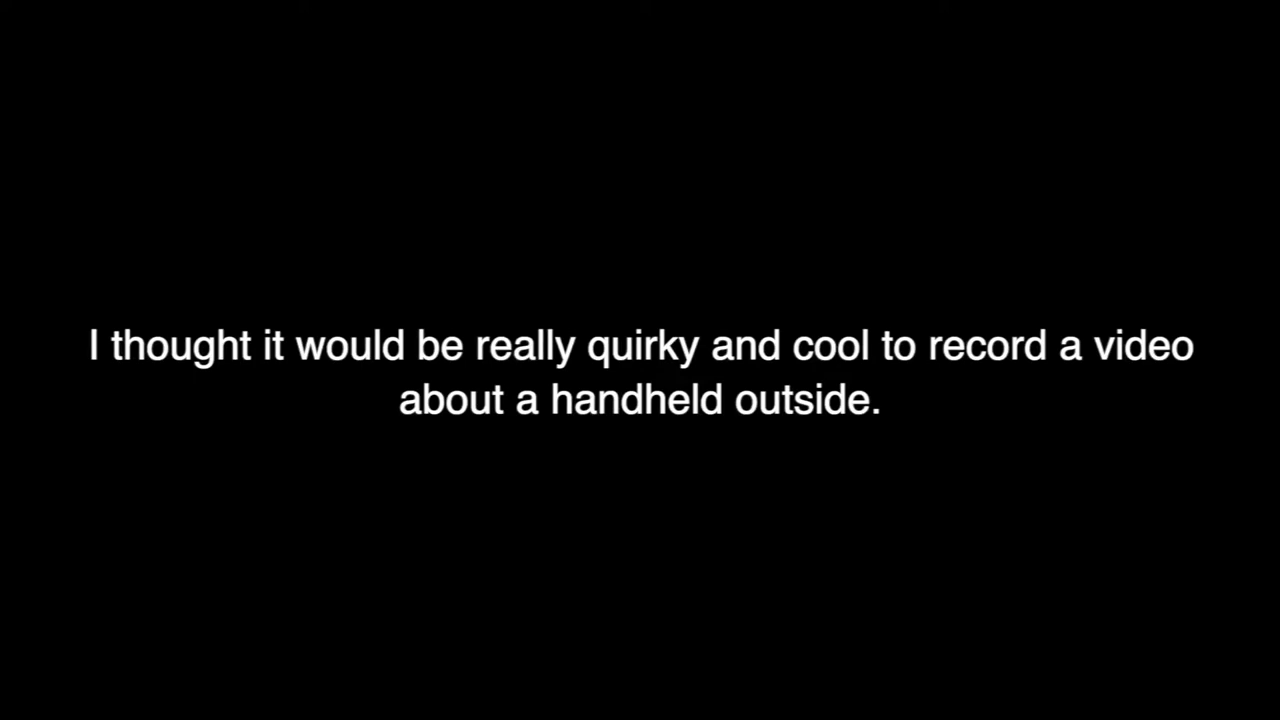 I thought it would be really quirky and cool to record a video
about a handheld outside.